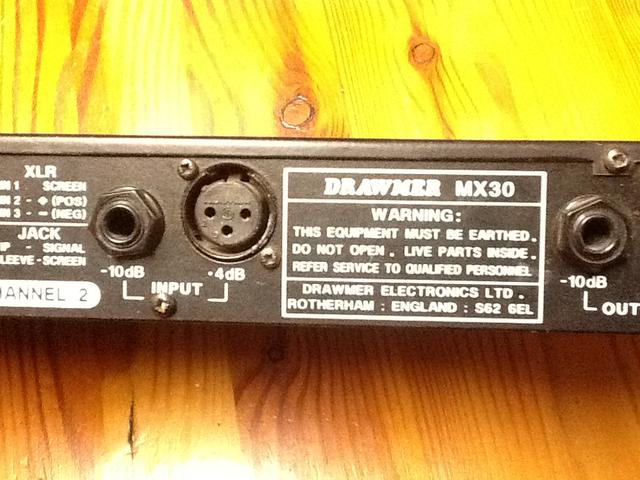 XLR
IN 1 - SCREEN
IN 2 - + (POS)
IN 3 - - (NEG)
JACK
IP - SIGNAL
SLEEVE-SCREEN
-10dB
+4dB
INPUT
CHANNEL 2
DRAWMER MX30
WARNING:
THIS EQUIPMENT MUST BE EARTHED.
DO NOT OPEN. LIVE PARTS INSIDE.
REFER SERVICE TO QUALIFIED PERSONNEL
DRAWMER ELECTRONICS LTD.
ROTHERHAM : ENGLAND : S62 6EL
-10dB
OUT